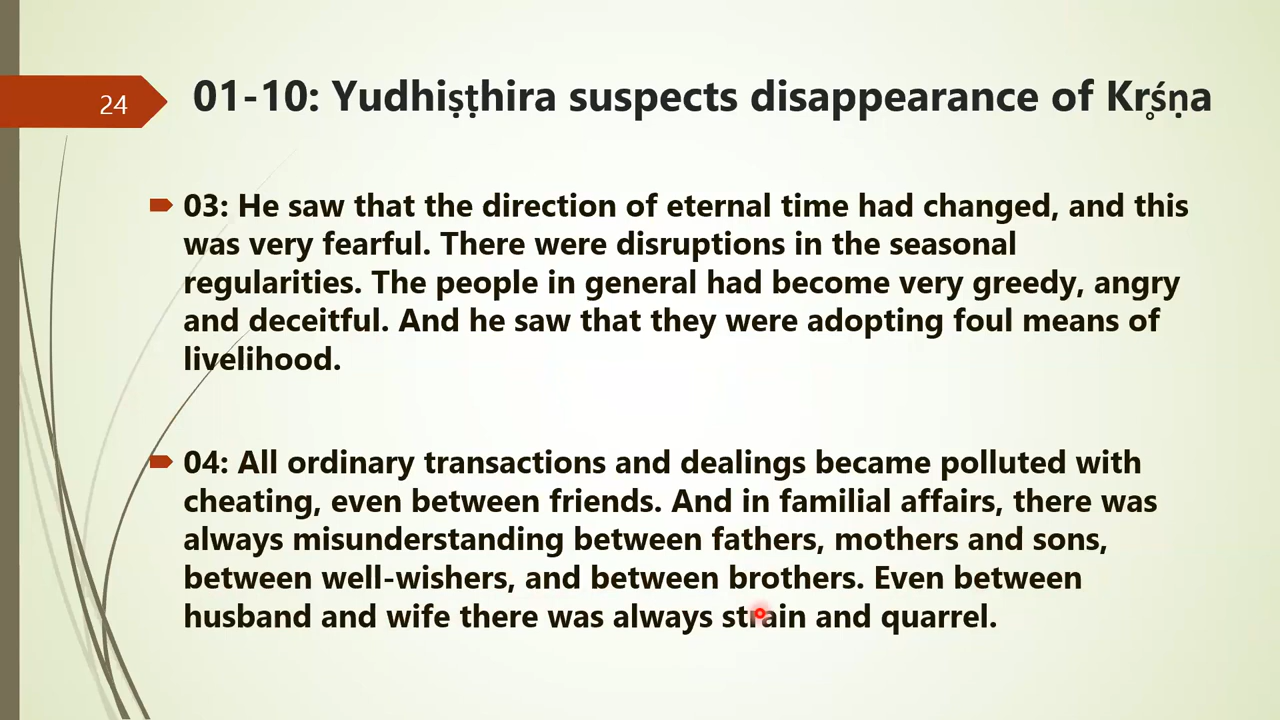 24
01-10: Yudhiṣṭhira suspects disappearance of Kr̥śṇa
03: He saw that the direction of eternal time had changed, and this
was very fearful. There were disruptions in the seasonal
regularities. The people in general had become very greedy, angry
and deceitful. And he saw that they were adopting foul means of
livelihood.
04: All ordinary transactions and dealings became polluted with
cheating, even between friends. And in familial affairs, there was
always misunderstanding between fathers, mothers and sons,
between well-wishers, and between brothers. Even between
husband and wife there was always strain and quarrel.